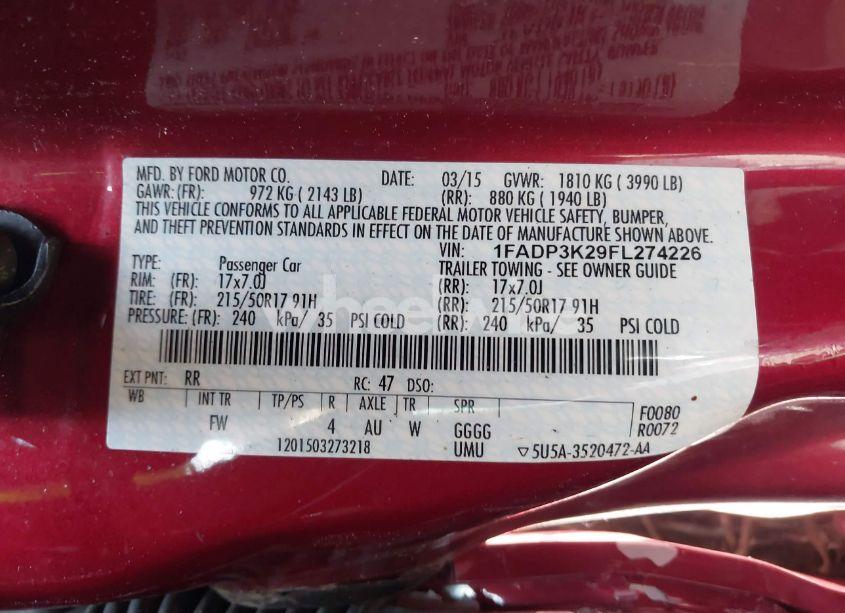 MFD. BY FORD MOTOR CO. DATE: 03/15 GVWR: 1810 KG ( 3990 LB)
GAWR: (FR): 972 KG ( 2143 LB) (RR): 880 KG ( 1940 LB)
THIS VEHICLE CONFORMS TO ALL APPLICABLE FEDERAL MOTOR VEHICLE SAFETY, BUMPER,
AND THEFT PREVENTION STANDARDS IN EFFECT ON THE DATE OF MANUFACTURE SHOWN ABOVE.
VIN: 1FADP3K29FL274226
TYPE: Passenger Car TRAILER TOWING - SEE OWNER GUIDE
RIM: (FR): 17x7.0J (RR): 17x7.0J
TIRE: (FR): 215/50R17 91H (RR): 215/50R17 91H
PRESSURE: (FR): 240 kPa/ 35 PSI COLD (RR): 240 kPa/ 35 PSI COLD
EXT PNT: RR RC: 47 DSO:
WB INT TR TP/PS R AXLE TR SPR F0080
FW 4 AU W GGGG R0072
1201503273218 UMU ▽5U5A-3520472-AA